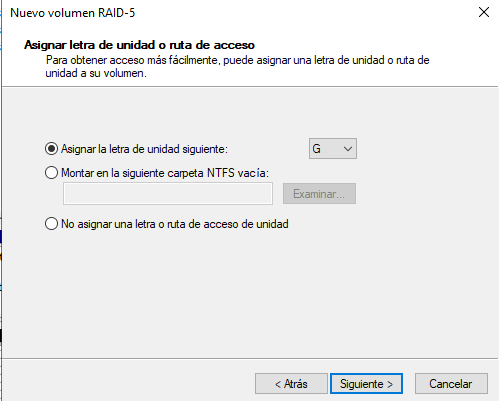 Nuevo volumen RAID-5
Asignar letra de unidad o ruta de acceso
Para obtener acceso más fácilmente, puede asignar una letra de unidad o ruta de
unidad a su volumen.
Asignar la letra de unidad siguiente:
G
Montar en la siguiente carpeta NTFS vacía:
Examinar...
No asignar una letra o ruta de acceso de unidad
< Atrás
Siguiente >
Cancelar